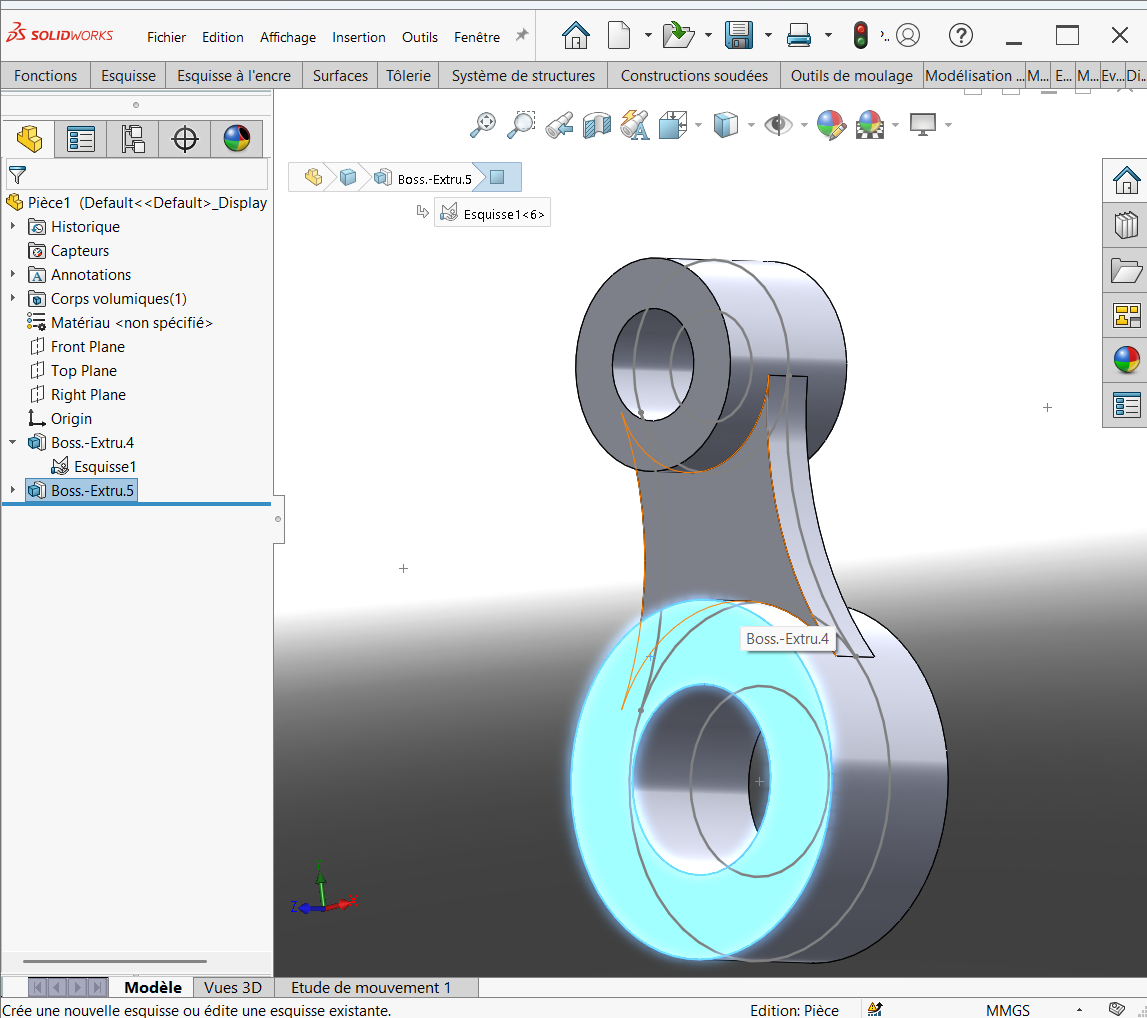 SOLIDWORKS Fichier Edition Affichage Insertion Outils Fenêtre
Fonctions Esquisse Esquisse à l'encre Surfaces Tôlerie Système de structures Constructions soudées Outils de moulage Modélisation ... M... E... M... Ev... Di...
Boss.-Extru.5
Esquisse1<6>
Pièce1 (Default<<Default>_Display
Historique
Capteurs
Annotations
Corps volumiques(1)
Matériau <non spécifié>
Front Plane
Top Plane
Right Plane
Origin
Boss.-Extru.4
Esquisse1
Boss.-Extru.5
Boss.-Extru.4
Y
Z X
Modèle Vues 3D Etude de mouvement 1
Crée une nouvelle esquisse ou édite une esquisse existante. Edition: Pièce MMGS